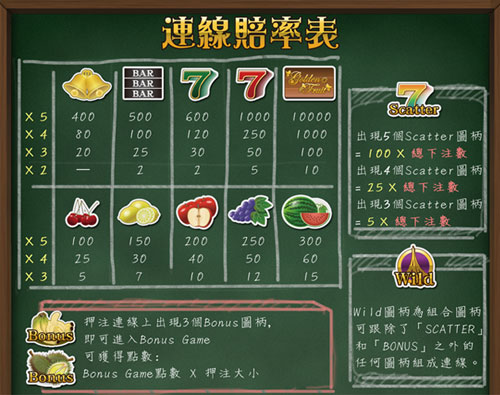 連線賠率表
BAR
BAR
BAR
7
7
Golden Fruit
X 5 400 500 600 1000 10000
X 4 80 100 120 250 1000
X 3 20 25 30 50 100
X 2 — 2 2 5 10
X 5 100 150 200 250 300
X 4 25 30 40 50 60
X 3 5 7 10 12 15
Bonus
Bonus
押注連線上出現3個Bonus圖柄,
即可進入Bonus Game
可獲得點數:
Bonus Game點數 X 押注大小
7
Scatter
出現5個Scatter圖柄
= 100 X 總下注數
出現4個Scatter圖柄
= 25 X 總下注數
出現3個Scatter圖柄
= 5 X 總下注數
Wild
Wild圖柄為組合圖柄
可跟除了「SCATTER」
和「BONUS」之外的
任何圖柄組成連線。